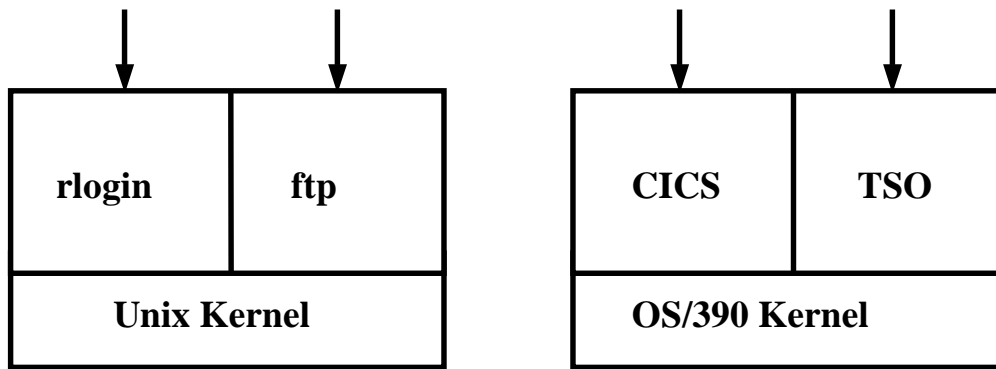 rlogin
ftp
CICS
TSO
Unix Kernel
OS/390 Kernel